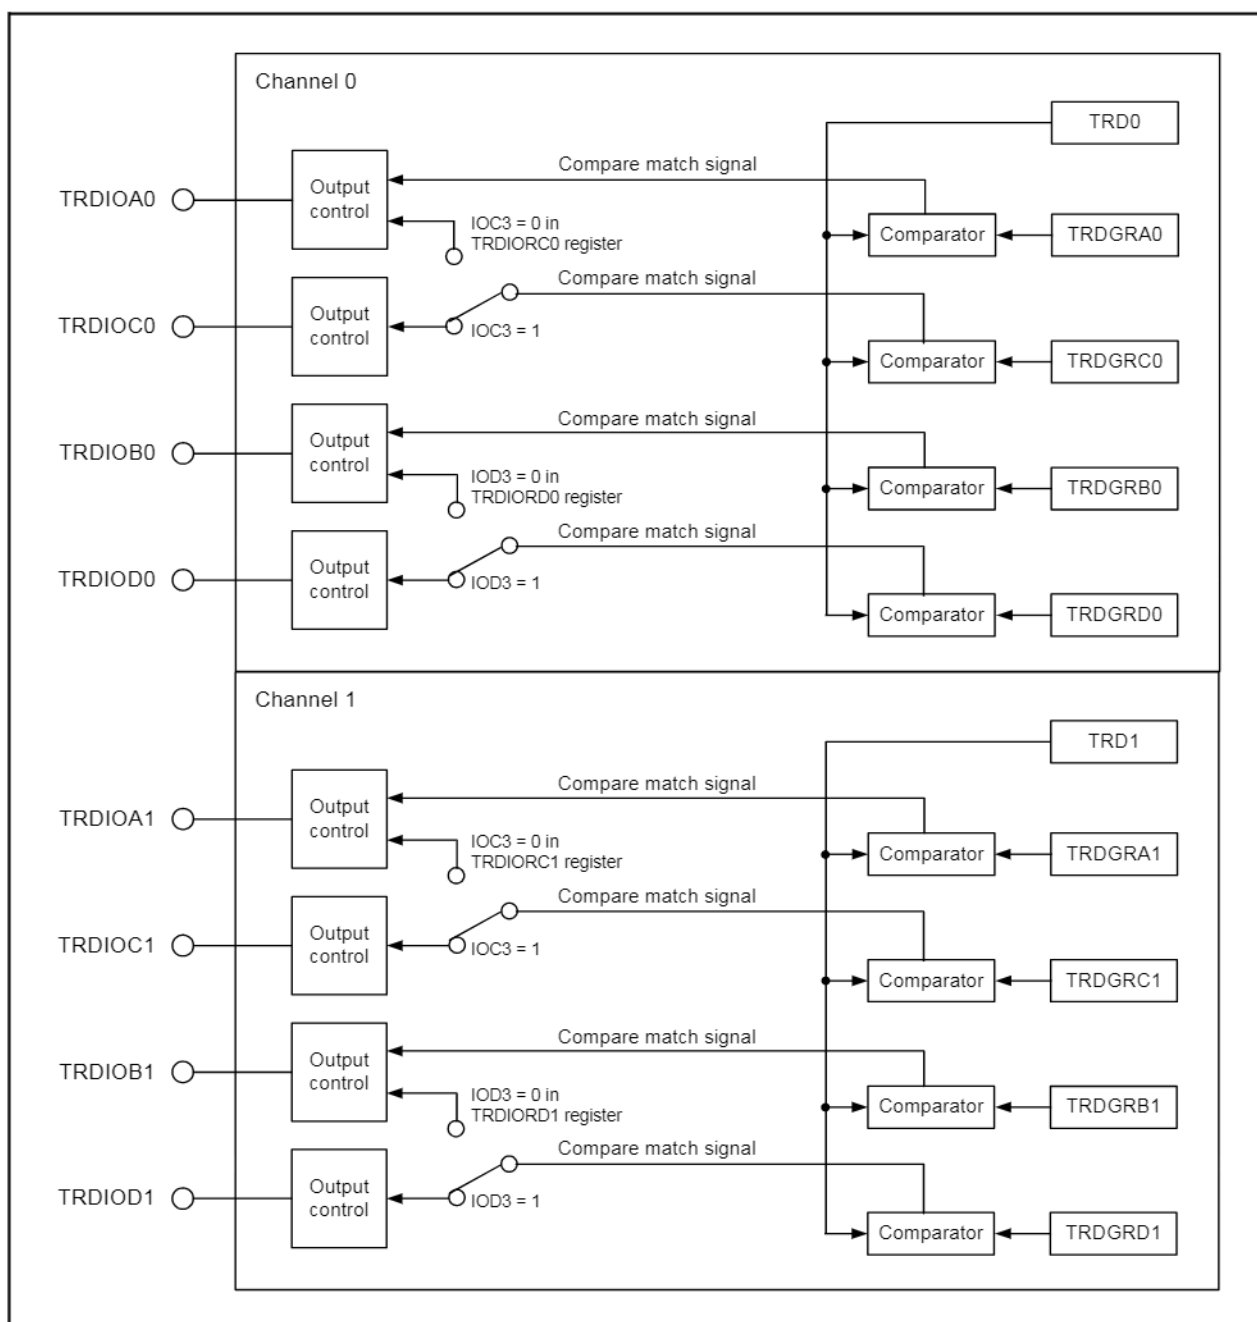 Channel 0
TRD0
Compare match signal
TRDIOA0
Output
control
IOC3 = 0 in
TRDIORC0 register
Comparator
TRDGRA0
Compare match signal
TRDIOC0
Output
control
IOC3 = 1
Comparator
TRDGRC0
Compare match signal
TRDIOB0
Output
control
IOD3 = 0 in
TRDIORD0 register
Comparator
TRDGRB0
Compare match signal
TRDIOD0
Output
control
IOD3 = 1
Comparator
TRDGRD0
Channel 1
TRD1
Compare match signal
TRDIOA1
Output
control
IOC3 = 0 in
TRDIORC1 register
Comparator
TRDGRA1
Compare match signal
TRDIOC1
Output
control
IOC3 = 1
Comparator
TRDGRC1
Compare match signal
TRDIOB1
Output
control
IOD3 = 0 in
TRDIORD1 register
Comparator
TRDGRB1
Compare match signal
TRDIOD1
Output
control
IOD3 = 1
Comparator
TRDGRD1